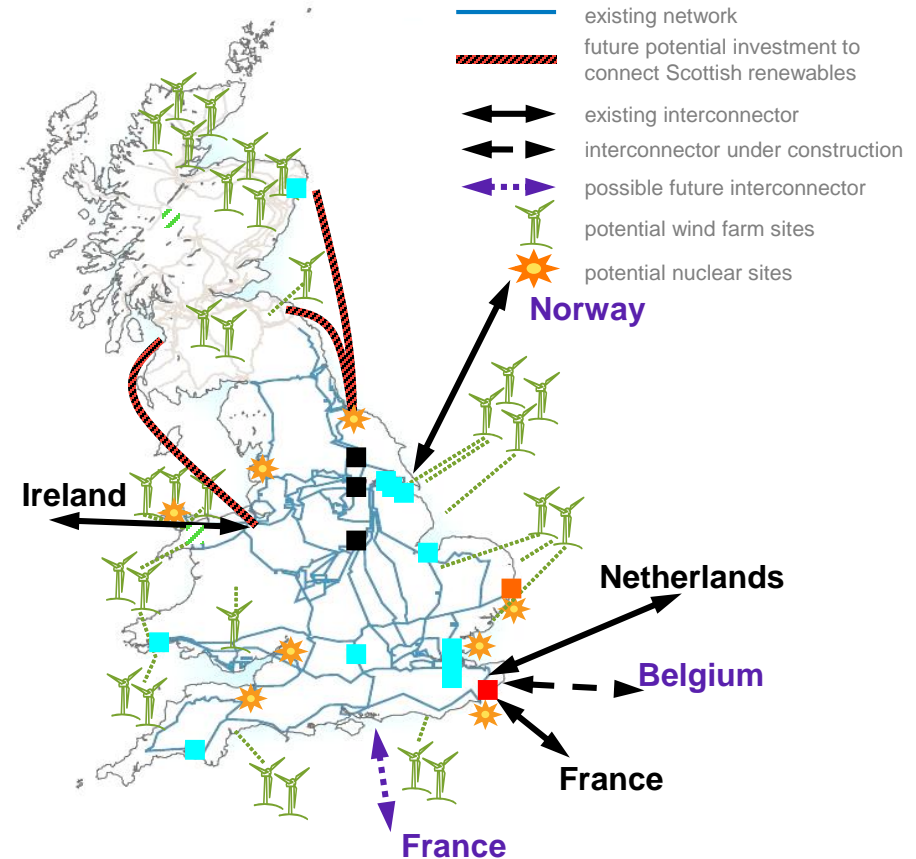 existing network
future potential investment to
connect Scottish renewables
existing interconnector
interconnector under construction
possible future interconnector
potential wind farm sites
potential nuclear sites
Norway
Ireland
Netherlands
Belgium
France
France